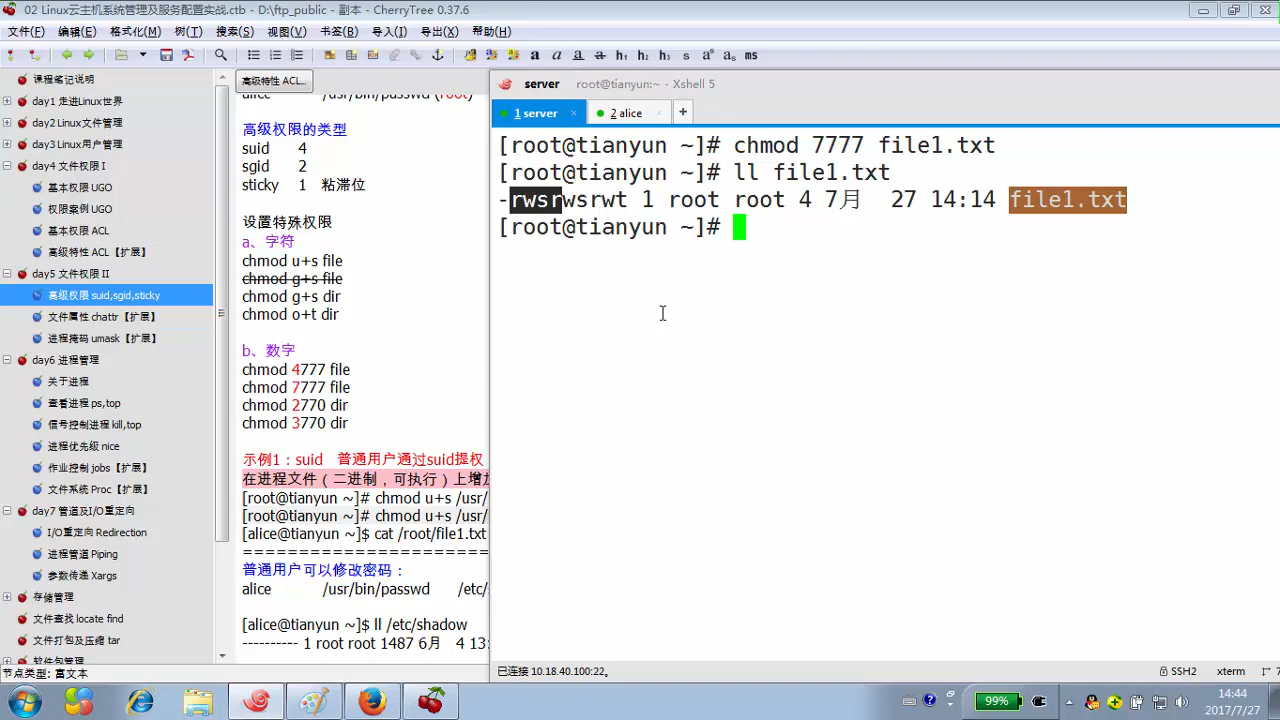 02 Linux云主机系统管理及服务配置实战.ctb - D:\ftp_public - 副本 - CherryTree 0.37.6
文件(F) 编辑(E) 格式化(M) 树(T) 搜索(S) 视图(V) 书签(B) 导入(I) 导出(X) 帮助(H)
a a a a h₁ h₂ h₃ s aˢ aₛ ms
课程笔记说明
day1 走进Linux世界
day2 Linux文件管理
day3 Linux用户管理
day4 文件权限 I
基本权限 UGO
权限案例 UGO
基本权限 ACL
高级特性 ACL【扩展】
day5 文件权限 II
高级权限 suid,sgid,sticky
文件属性 chattr【扩展】
进程掩码 umask【扩展】
day6 进程管理
关于进程
查看进程 ps,top
信号控制进程 kill,top
进程优先级 nice
作业控制 jobs【扩展】
文件系统 Proc【扩展】
day7 管道及I/O重定向
I/O重定向 Redirection
进程管道 Piping
参数传递 Xargs
存储管理
文件查找 locate find
文件打包及压缩 tar
软件包管理
节点类型: 富文本
高级特性 ACL...
alice /usr/bin/passwd (root)
高级权限的类型
suid 4
sgid 2
sticky 1 粘滞位
设置特殊权限
a、字符
chmod u+s file
chmod g+s file
chmod g+s dir
chmod o+t dir
b、数字
chmod 4777 file
chmod 7777 file
chmod 2770 dir
chmod 3770 dir
示例1：suid 普通用户通过suid提权
在进程文件（二进制，可执行）上增加
[root@tianyun ~]# chmod u+s /usr/
[root@tianyun ~]# chmod u+s /usr/
[alice@tianyun ~]$ cat /root/file1.txt
========================
普通用户可以修改密码：
alice /usr/bin/passwd /etc/
[alice@tianyun ~]$ ll /etc/shadow
---------- 1 root root 1487 6月 4 13:
server root@tianyun:~ - Xshell 5
1 server × 2 alice × +
[root@tianyun ~]# chmod 7777 file1.txt
[root@tianyun ~]# ll file1.txt
-rwsrwsrwt 1 root root 4 7月 27 14:14 file1.txt
[root@tianyun ~]#
已连接 10.18.40.100:22。
SSH2 xterm 7
99%
14:44
2017/7/27